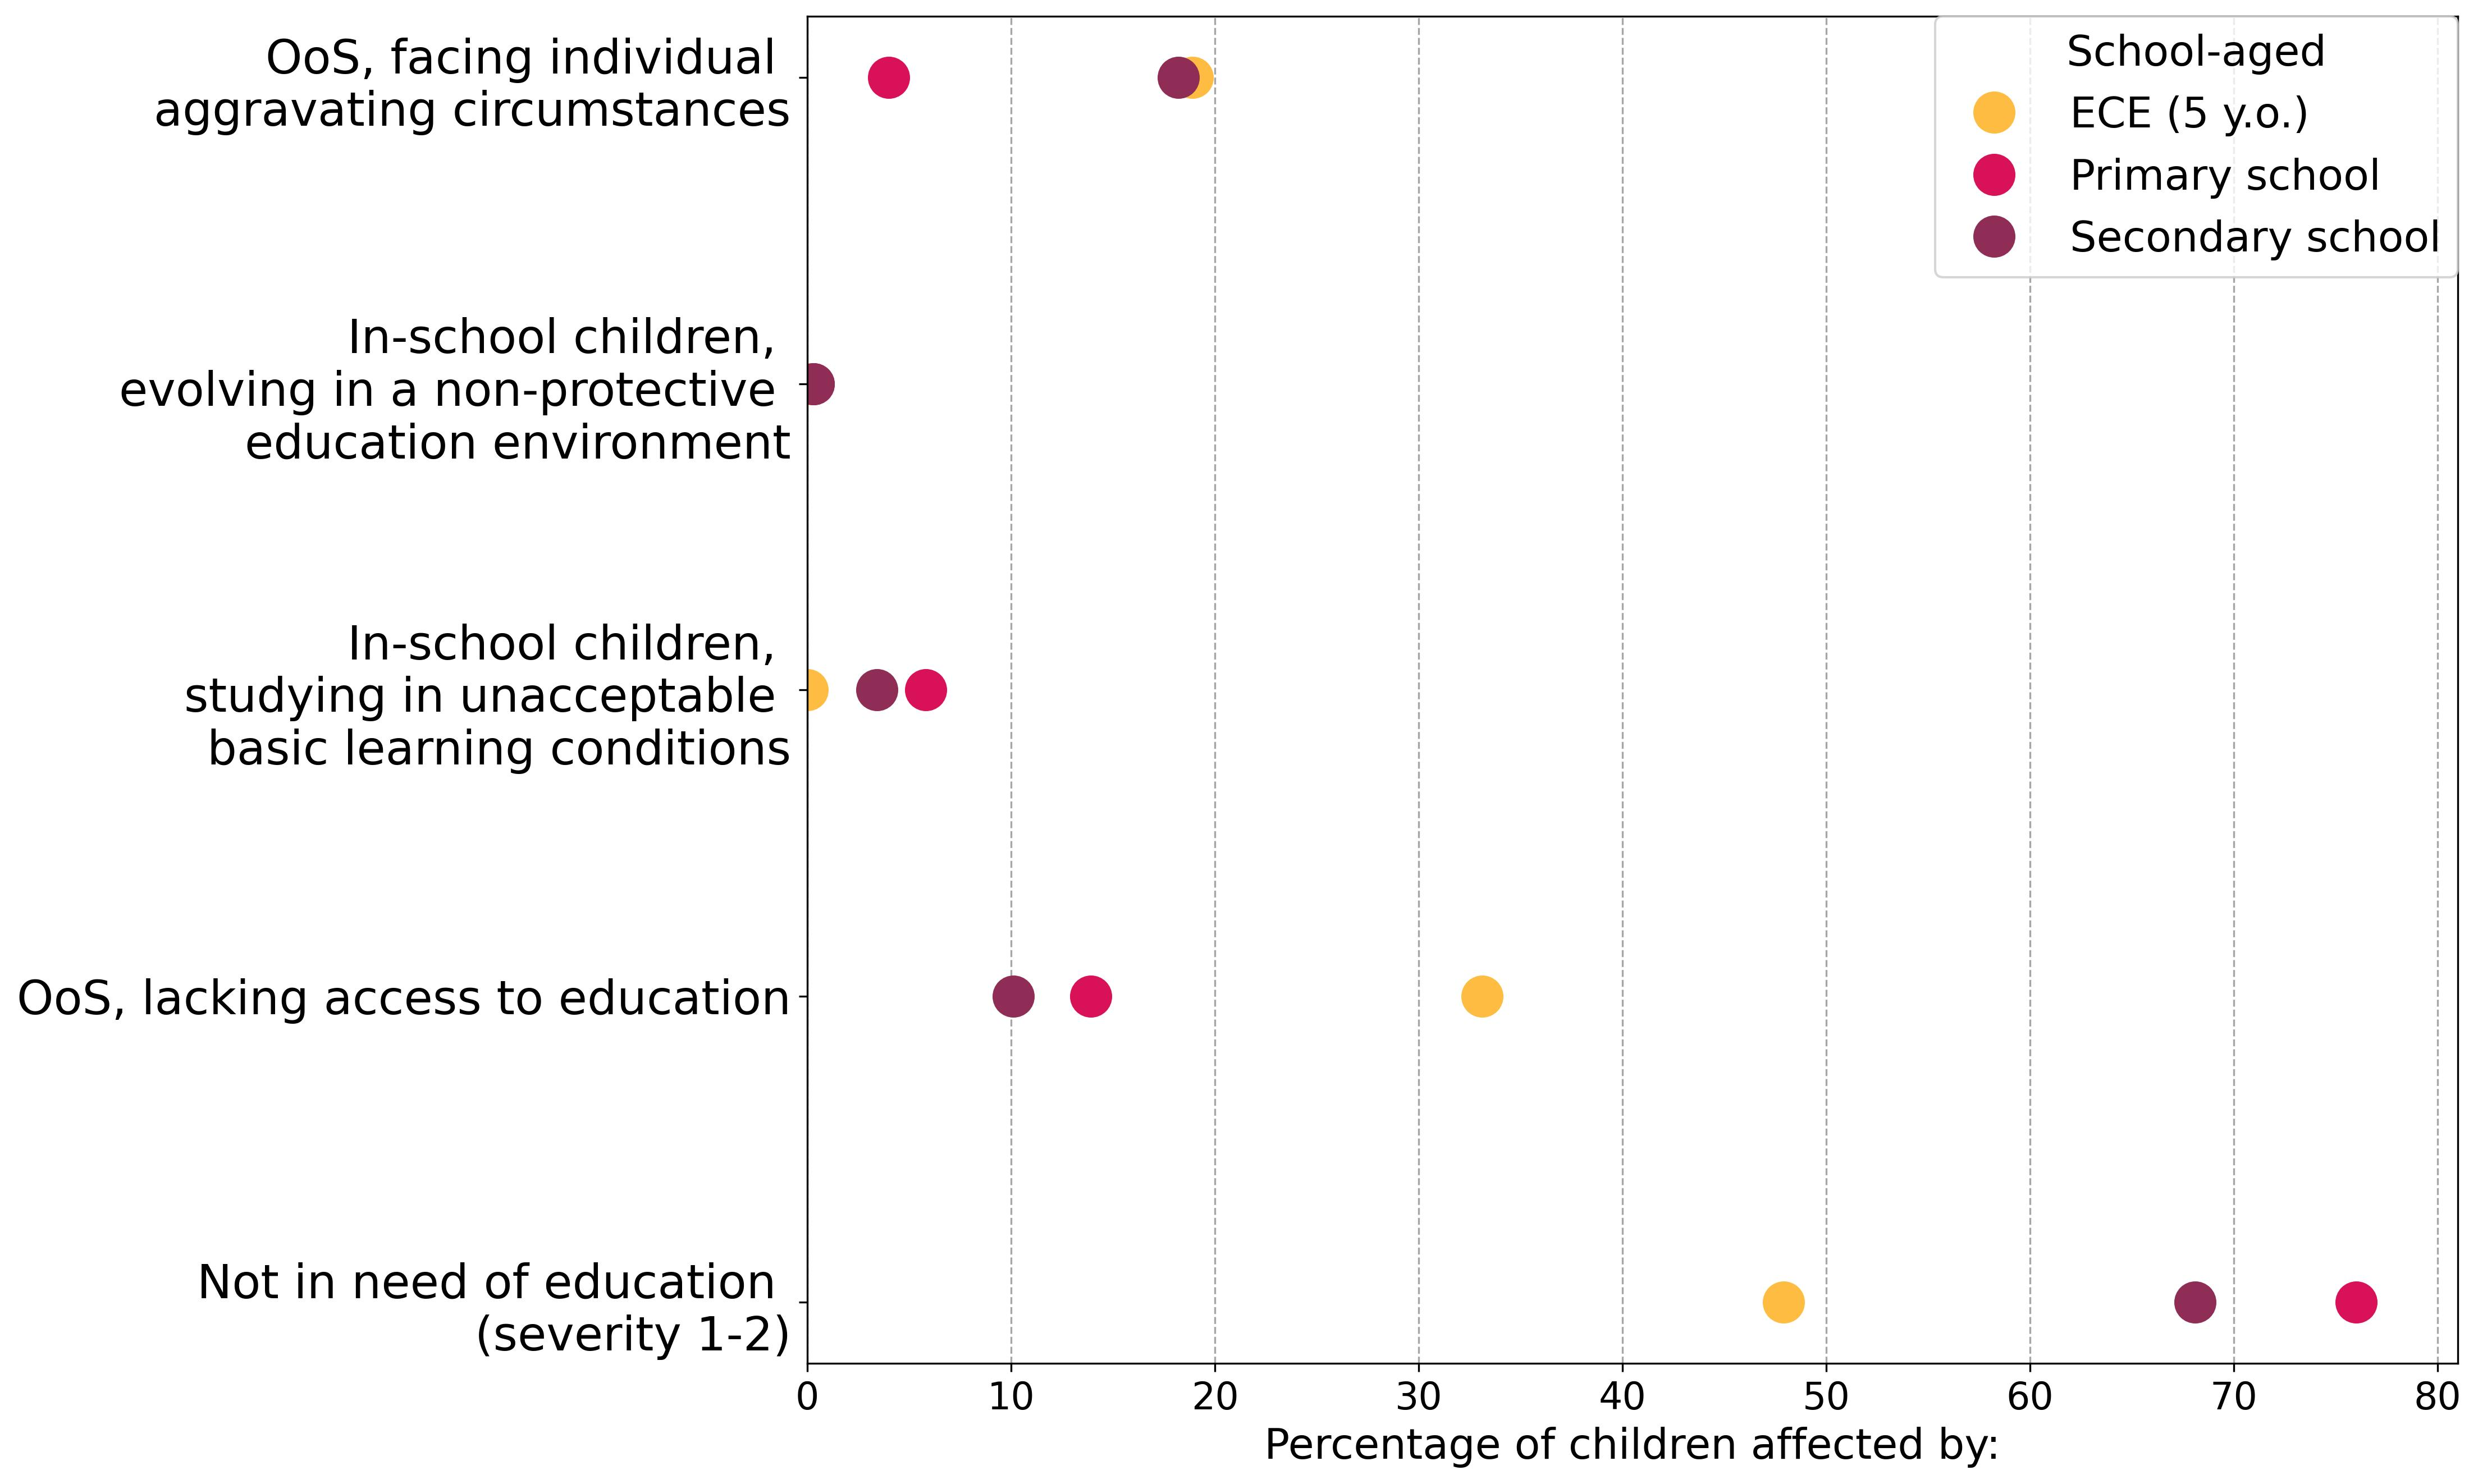 OoS, facing individual
aggravating circumstances
In-school children,
evolving in a non-protective
education environment
In-school children,
studying in unacceptable
basic learning conditions
OoS, lacking access to education
Not in need of education
(severity 1-2)
School-aged
ECE (5 y.o.)
Primary school
Secondary school
0 10 20 30 40 50 60 70 80
Percentage of children affected by: